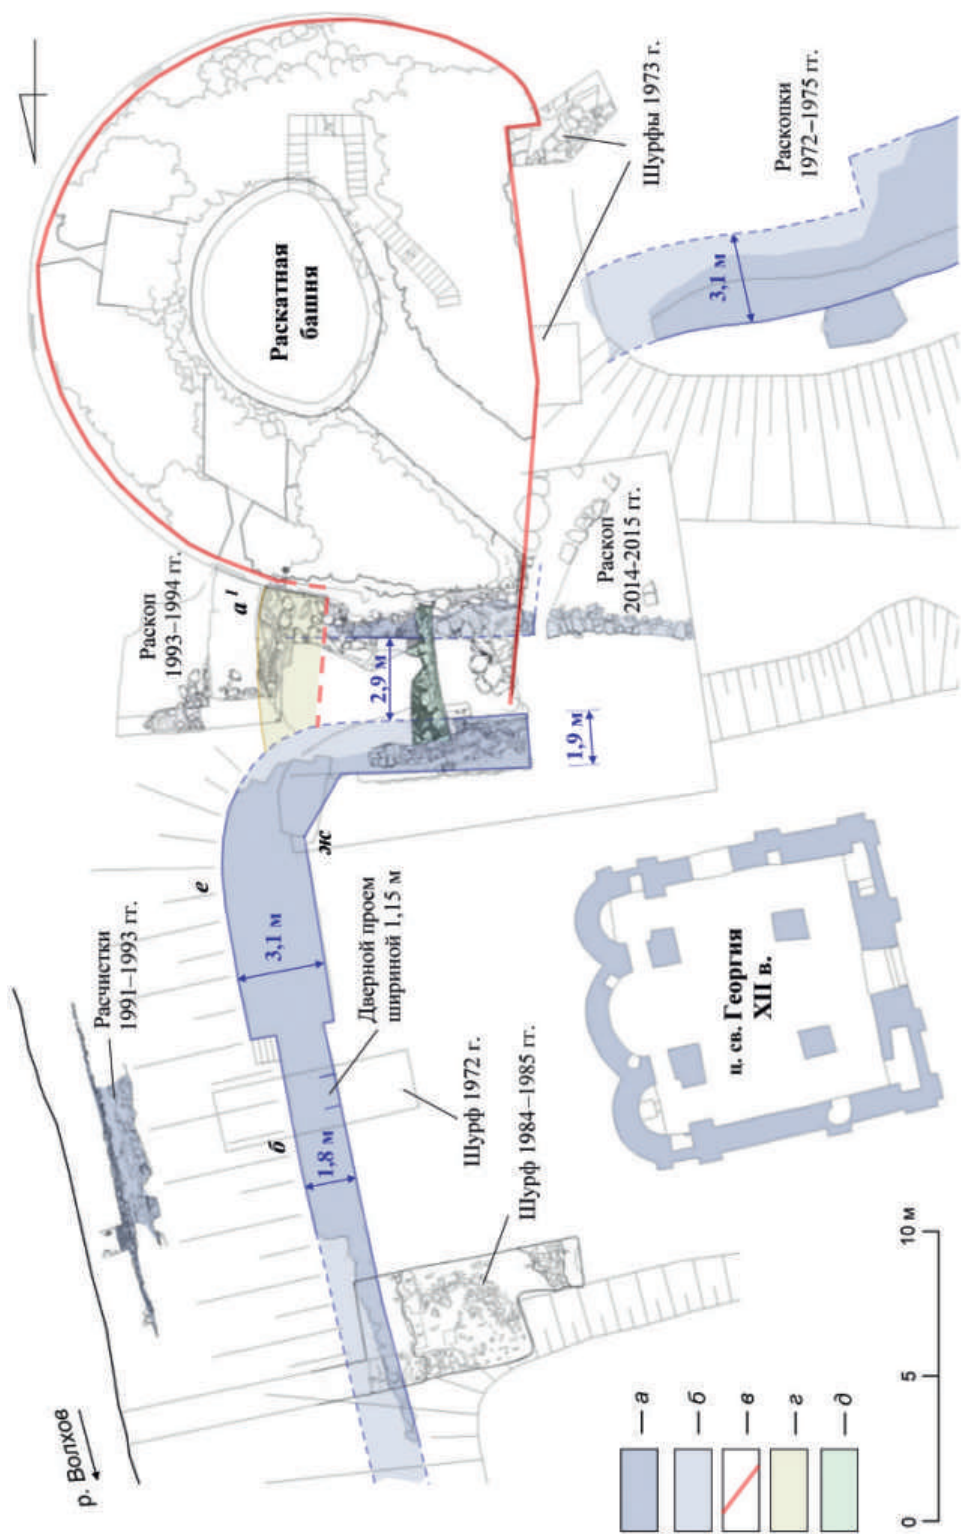 р. Волхов
Расчистки
1991–1993 гг.
Раскоп
1993–1994 гг.
а¹
Раскатная
башня
Шурфы 1973 г.
Раскопки
1972–1975 гг.
3,1 м
Раскоп
2014-2015 гг.
2,9 м
1,9 м
е
ж
3,1 м
Дверной проем
шириной 1,15 м
б
1,8 м
Шурф 1972 г.
Шурф 1984–1985 гг.
ц. св. Георгия
XII в.
— а
— б
— в
— г
— д
0 5 10 м